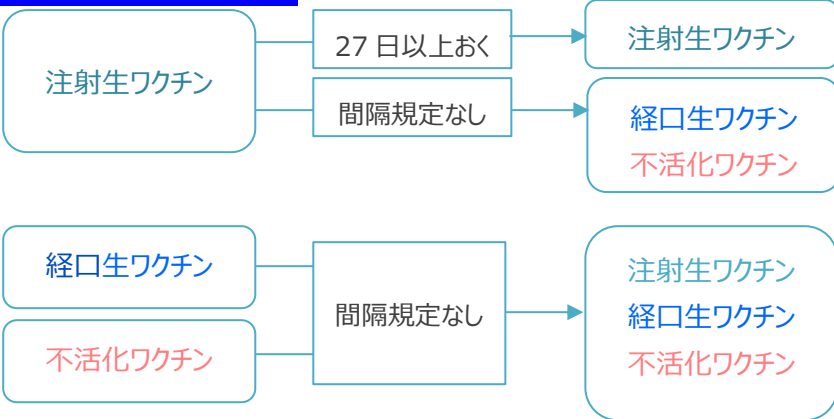 注射生ワクチン
27日以上おく
注射生ワクチン
間隔規定なし
経口生ワクチン
不活化ワクチン
経口生ワクチン
不活化ワクチン
間隔規定なし
注射生ワクチン
経口生ワクチン
不活化ワクチン